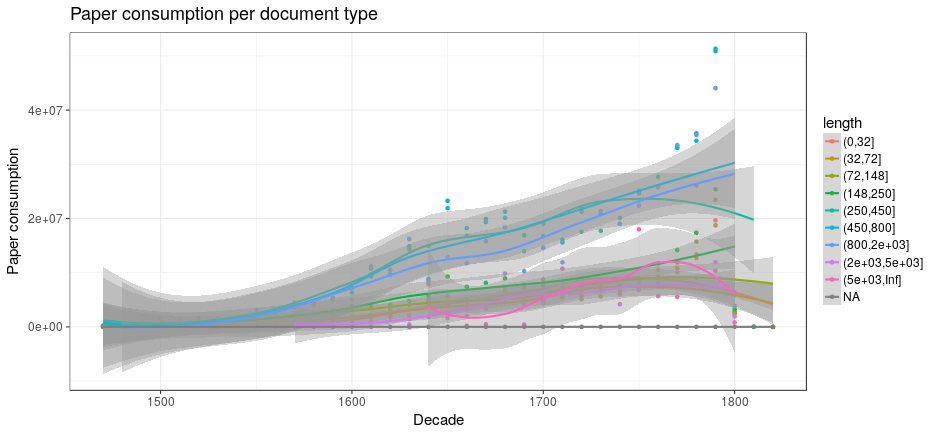 Paper consumption per document type
Paper consumption
4e+07
2e+07
0e+00
1500
1600
1700
1800
Decade
length
(0,32]
(32,72]
(72,148]
(148,250]
(250,450]
(450,800]
(800,2e+03]
(2e+03,5e+03]
(5e+03,Inf]
NA